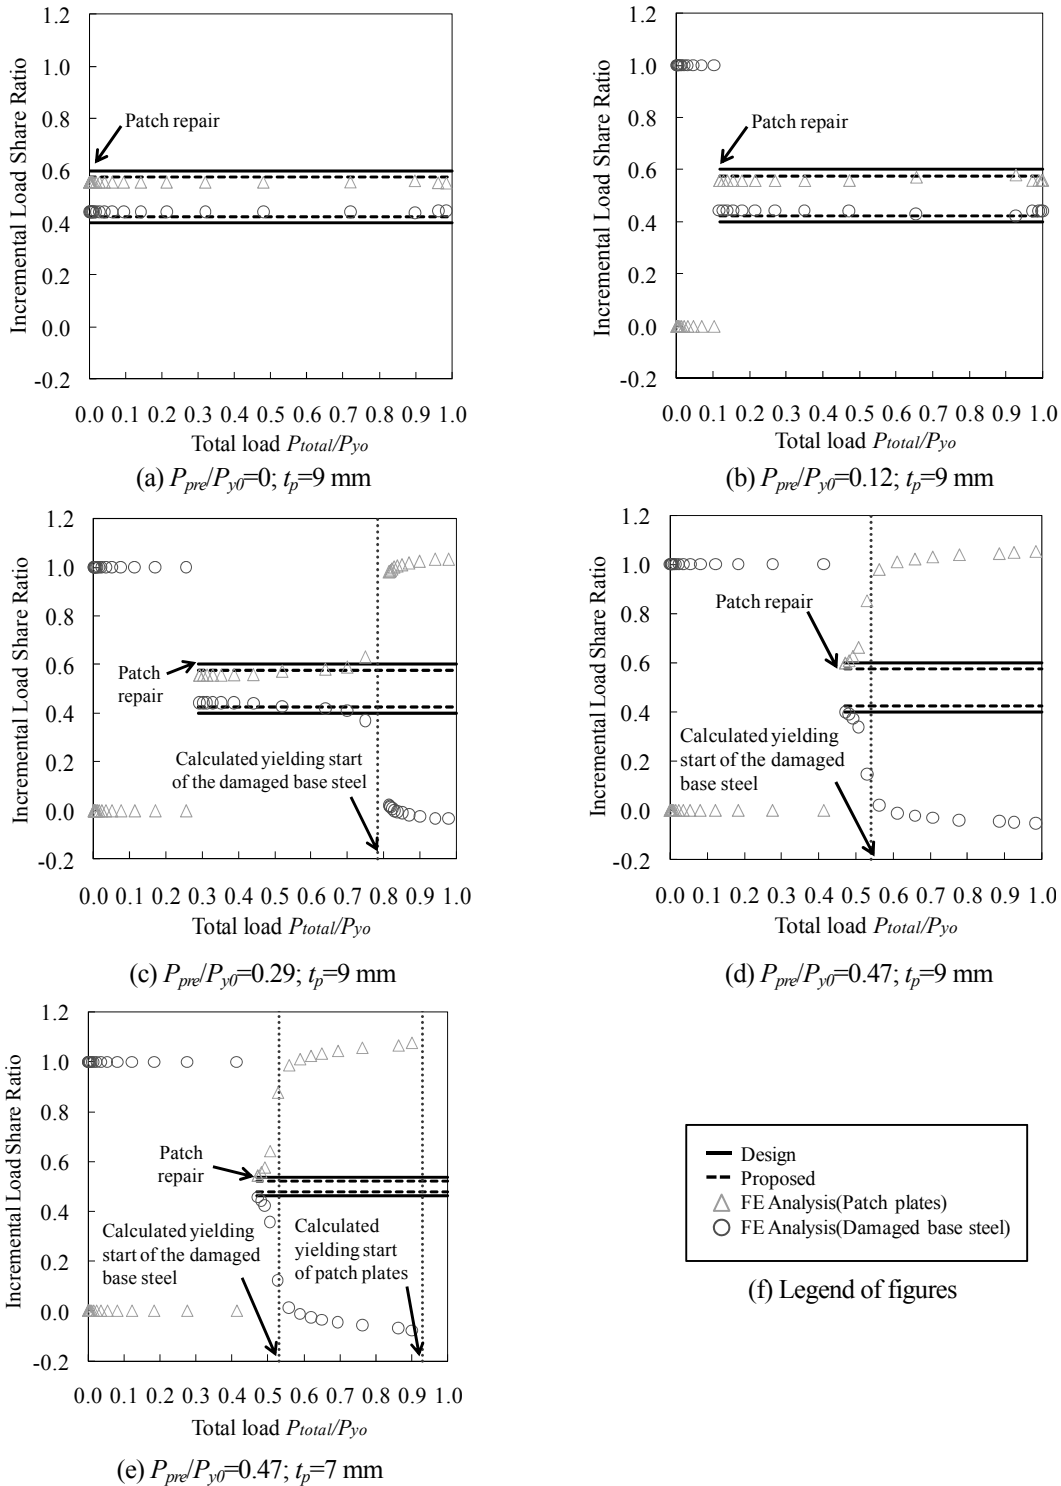 Incremental Load Share Ratio
1.2
1.0
0.8
0.6
0.4
0.2
0.0
-0.2
Patch repair
0.0 0.1 0.2 0.3 0.4 0.5 0.6 0.7 0.8 0.9 1.0
Total load Ptotal/Pyo
(a) Ppre/Py0=0; tp=9 mm
Incremental Load Share Ratio
1.2
1.0
0.8
0.6
0.4
0.2
0.0
-0.2
Patch repair
0.0 0.1 0.2 0.3 0.4 0.5 0.6 0.7 0.8 0.9 1.0
Total load Ptotal/Pyo
(b) Ppre/Py0=0.12; tp=9 mm
Incremental Load Share Ratio
1.2
1.0
0.8
0.6
0.4
0.2
0.0
-0.2
Patch
repair
Calculated yielding start
of the damaged base steel
0.0 0.1 0.2 0.3 0.4 0.5 0.6 0.7 0.8 0.9 1.0
Total load Ptotal/Pyo
(c) Ppre/Py0=0.29; tp=9 mm
Incremental Load Share Ratio
1.2
1.0
0.8
0.6
0.4
0.2
0.0
-0.2
Patch repair
Calculated yielding
start of the damaged
base steel
0.0 0.1 0.2 0.3 0.4 0.5 0.6 0.7 0.8 0.9 1.0
Total load Ptotal/Pyo
(d) Ppre/Py0=0.47; tp=9 mm
Incremental Load Share Ratio
1.2
1.0
0.8
0.6
0.4
0.2
0.0
-0.2
Patch
repair
Calculated yielding
start of the damaged
base steel
Calculated
yielding start
of patch plates
0.0 0.1 0.2 0.3 0.4 0.5 0.6 0.7 0.8 0.9 1.0
Total load Ptotal/Pyo
(e) Ppre/Py0=0.47; tp=7 mm
Design
Proposed
FE Analysis(Patch plates)
FE Analysis(Damaged base steel)
(f) Legend of figures